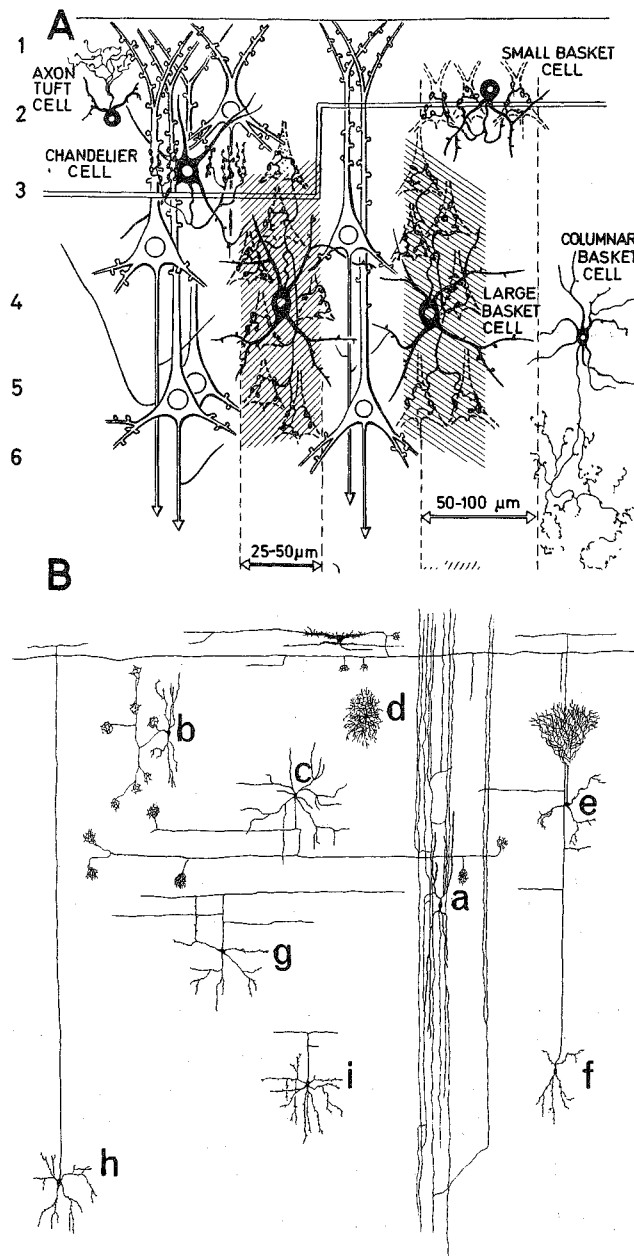 A
1
2
3
4
5
6
AXON
TUFT
CELL
CHANDELIER
CELL
SMALL BASKET
CELL
COLUMNAR
BASKET
CELL
LARGE
BASKET
CELL
25-50µm
50-100 µm
B
a
b
c
d
e
f
g
h
i